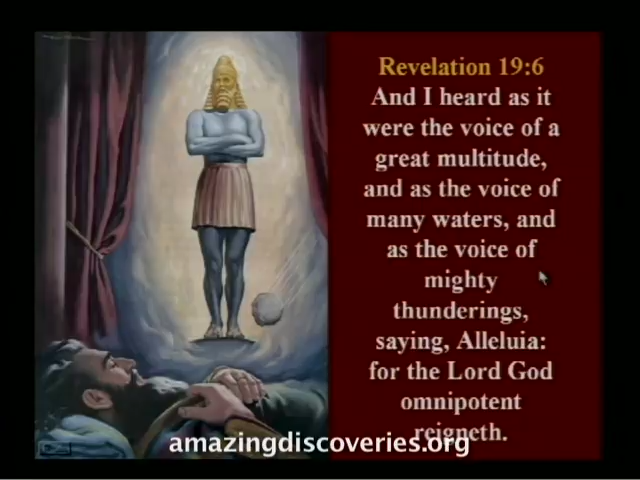 Revelation 19:6
And I heard as it
were the voice of a
great multitude,
and as the voice of
many waters, and
as the voice of
mighty
thunderings,
saying, Alleluia:
for the Lord God
omnipotent
reigneth.
amazingdiscoveries.org